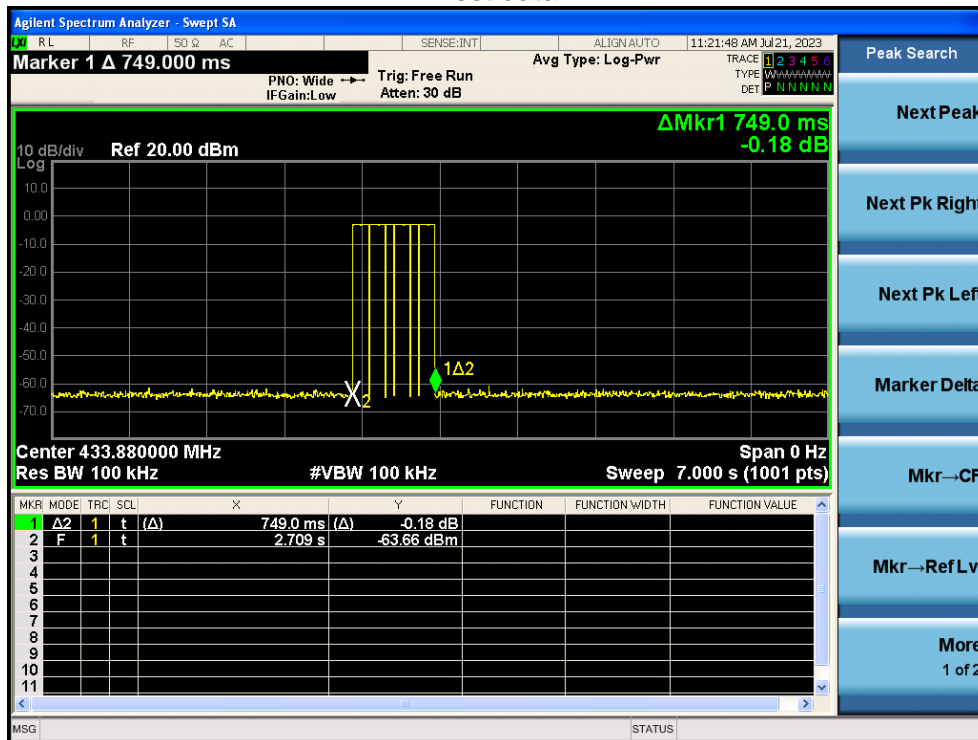 Agilent Spectrum Analyzer - Swept SA
LXI RL RF 50 Ω AC SENSE:INT ALIGN AUTO 11:21:48 AM Jul 21, 2023
Marker 1 Δ 749.000 ms
PNO: Wide
IFGain:Low
Trig: Free Run
Atten: 30 dB
Avg Type: Log-Pwr
TRACE 1 2 3 4 5 6
TYPE
DET P N N N N N
Peak Search
Next Peak
Next Pk Right
Next Pk Left
Marker Delta
Mkr→CF
Mkr→Ref Lv
More
1 of 2
ΔMkr1 749.0 ms
-0.18 dB
10 dB/div Ref 20.00 dBm
Log
10.0
0.00
-10.0
-20.0
-30.0
-40.0
-50.0
-60.0
-70.0
1Δ2
2
Center 433.880000 MHz Span 0 Hz
Res BW 100 kHz #VBW 100 kHz Sweep 7.000 s (1001 pts)
MKR MODE TRC SCL X Y FUNCTION FUNCTION WIDTH FUNCTION VALUE
1 Δ2 1 t (Δ) 749.0 ms (Δ) -0.18 dB
2 F 1 t 2.709 s -63.66 dBm
3
4
5
6
7
8
9
10
11
MSG STATUS